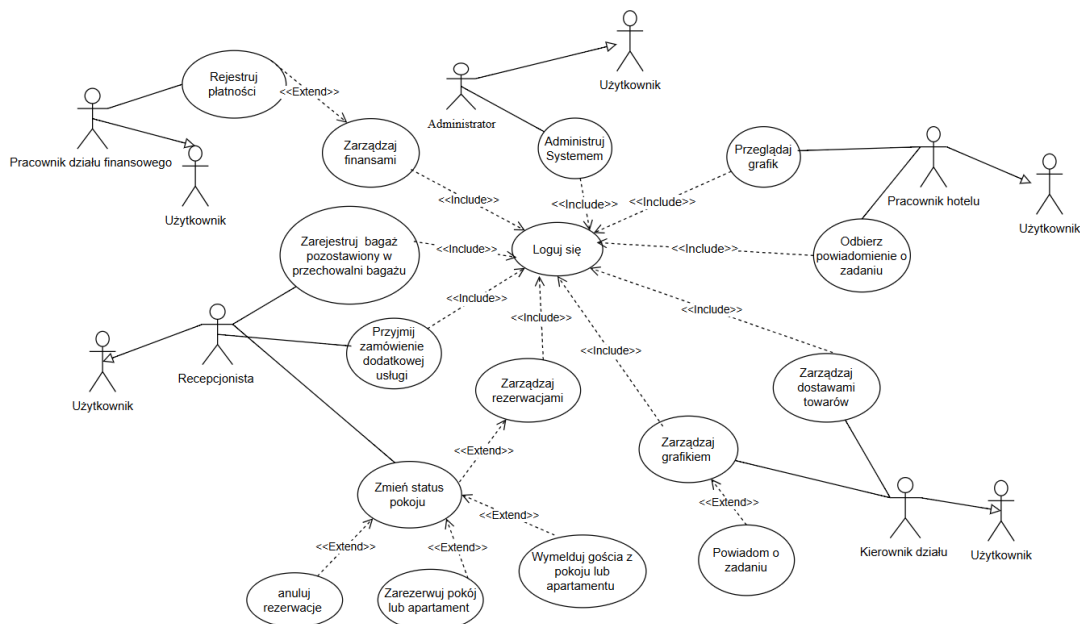 Użytkownik
Rejestruj
płatności
<<Extend>>
Administrator
Pracownik działu finansowego
Zarządzaj
finansami
Administruj
Systemem
Przeglądaj
grafik
Użytkownik
<<Include>>
<<Include>>
<<Include>>
Pracownik hotelu
Użytkownik
Zarejestruj bagaż
pozostawiony w
przechowalni bagażu
<<Include>>
Loguj się
<<Include>>
Odbierz
powiadomienie o
zadaniu
<<Include>>
<<Include>>
<<Include>>
Przyjmij
zamówienie
dodatkowej
usługi
<<Include>>
Recepcjonista
Użytkownik
Zarządzaj
rezerwacjami
Zarządzaj
dostawami
towarów
<<Extend>>
Zarządzaj
grafikiem
Zmień status
pokoju
<<Extend>>
<<Extend>>
<<Extend>>
<<Extend>>
Wymelduj gościa z
pokoju lub
apartamentu
Powiadom o
zadaniu
Kierownik działu
Użytkownik
anuluj
rezerwacje
Zarezerwuj pokój
lub apartament